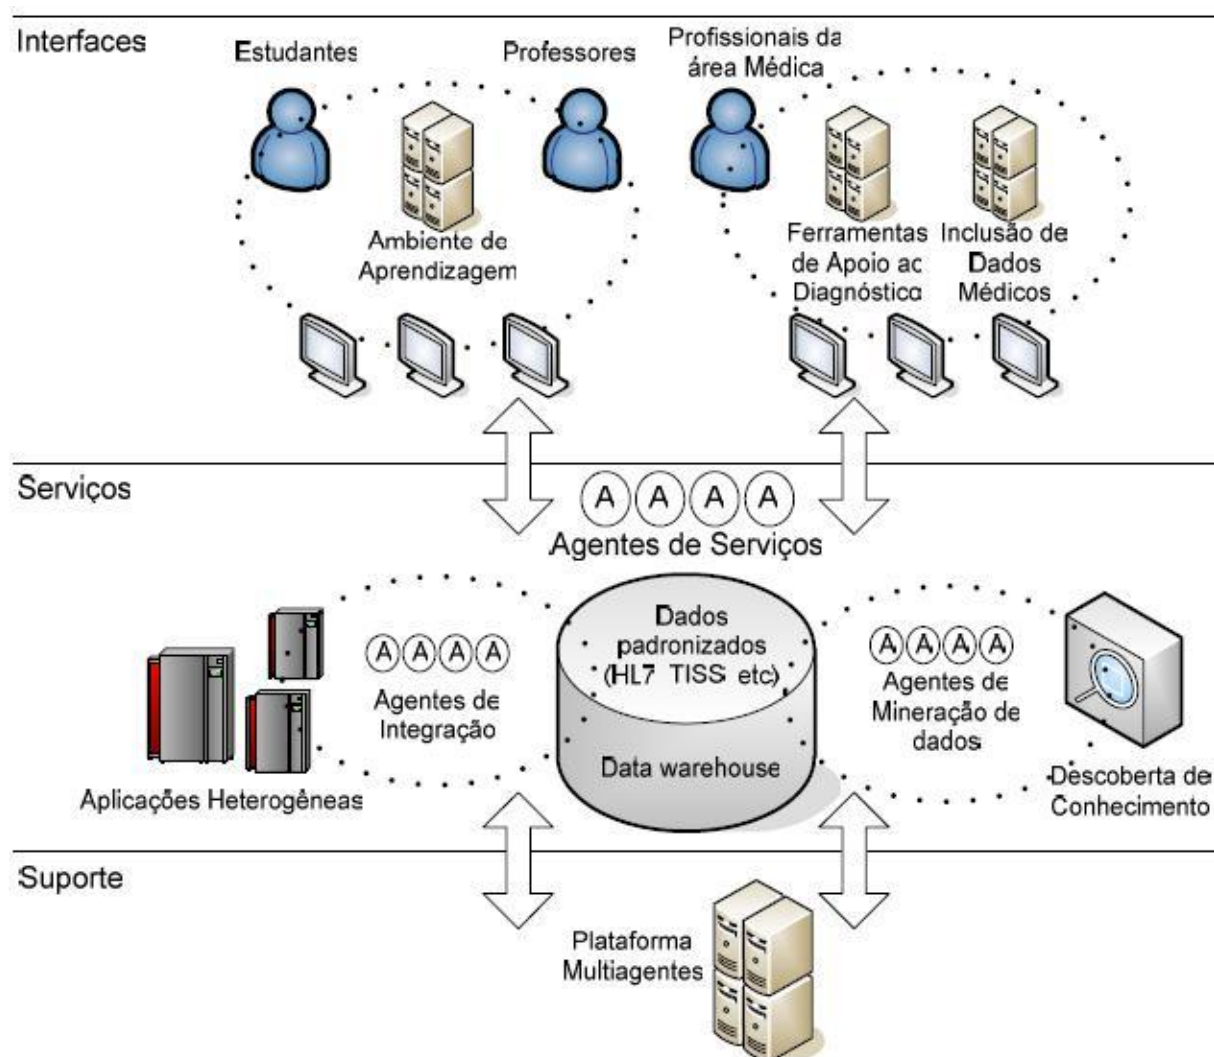 Interfaces
Estudantes
Professores
Profissionais da
área Médica
Ambiente de
Aprendizagem
Ferramentas
de Apoio ao
Diagnóstica
Inclusão de
Dados
Médicos
Serviços
A A A A
Agentes de Serviços
A A A A
Agentes de
Integração
Aplicações Heterogêneas
Dados
padronizados
(HL7 TISS etc)
Data warehouse
A A A A
Agentes de
Mineração de
dados
Descoberta de
Conhecimento
Suporte
Plataforma
Multiagentes